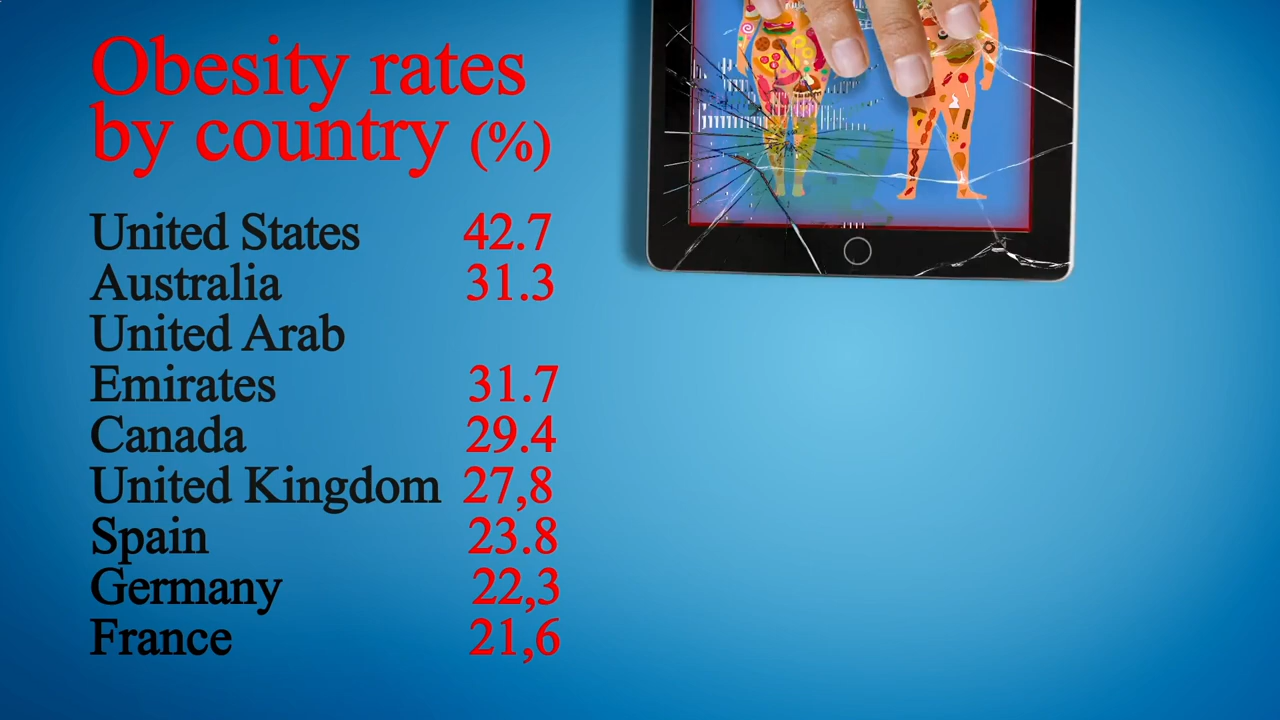 Obesity rates
by country (%)
United States 42.7
Australia 31.3
United Arab
Emirates 31.7
Canada 29.4
United Kingdom 27,8
Spain 23.8
Germany 22,3
France 21,6